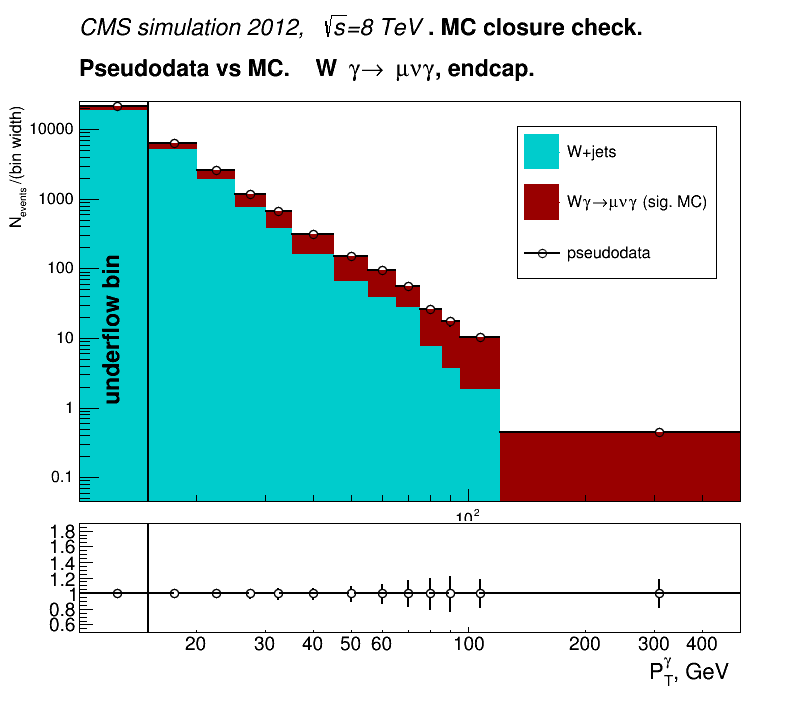 CMS simulation 2012, √s=8 TeV . MC closure check.
Pseudodata vs MC. W γ→ μνγ, endcap.
N_events /(bin width)
10000
1000
100
10
1
0.1
underflow bin
W+jets
Wγ→μνγ (sig. MC)
pseudodata
10²
1.8
1.6
1.4
1.2
1
0.8
0.6
20 30 40 50 60 100 200 300 400
P_T^γ, GeV